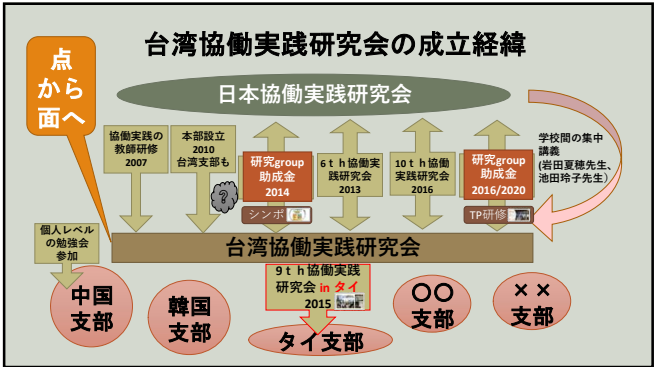 台湾協働実践研究会の成立経緯
点
から
面へ
日本協働実践研究会
協働実践の
教師研修
2007
本部設立
2010
台湾支部も
研究group
助成金
2014
6ｔｈ協働実
践研究会
2013
10ｔｈ協働
実践研究会
2016
研究group
助成金
2016/2020
学校間の集中
講義
(岩田夏穂先生、
池田玲子先生）
?
シンポ
TP研修
個人レベル
の勉強会
参加
台湾協働実践研究会
9ｔｈ協働実践
研究会 in タイ
2015
中国
支部
韓国
支部
タイ支部
〇〇
支部
××
支部